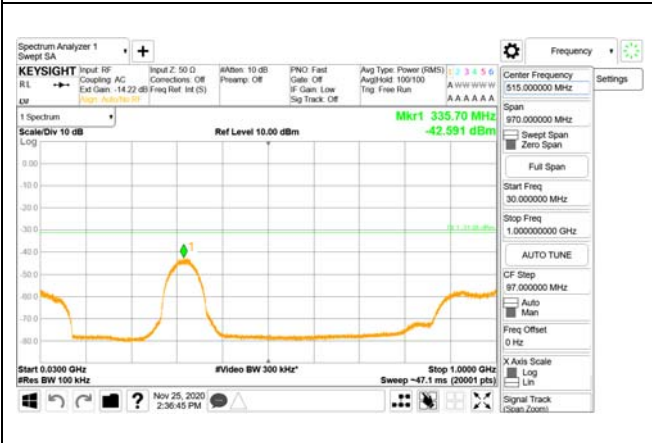 Spectrum Analyzer 1
Swept SA
Frequency
KEYSIGHT
RL
Input: RF
Coupling: AC
Ext Gain: -14.22 dB
Align: Auto/No RF
Input Z: 50 Ω
Corrections: Off
Freq Ref: Int (S)
#Atten: 10 dB
Preamp: Off
PNO: Fast
Gate: Off
IF Gain: Low
Sig Track: Off
Avg Type: Power (RMS)
Avg|Hold: 100/100
Trig: Free Run
1 2 3 4 5 6
A W W W W W
A A A A A A
1 Spectrum
Scale/Div 10 dB
Log
Ref Level 10.00 dBm
Mkr1 335.70 MHz
-42.591 dBm
0.00
-10.0
-20.0
-30.0
-40.0
-50.0
-60.0
-70.0
-80.0
1
Start 0.0300 GHz
#Res BW 100 kHz
#Video BW 300 kHz*
Stop 1.0000 GHz
Sweep ~47.1 ms (20001 pts)
Nov 25, 2020
2:36:45 PM
Center Frequency
515.000000 MHz
Settings
Span
970.000000 MHz
Swept Span
Zero Span
Full Span
Start Freq
30.000000 MHz
Stop Freq
1.000000000 GHz
AUTO TUNE
CF Step
97.000000 MHz
Auto
Man
Freq Offset
0 Hz
X Axis Scale
Log
Lin
Signal Track
(Span Zoom)